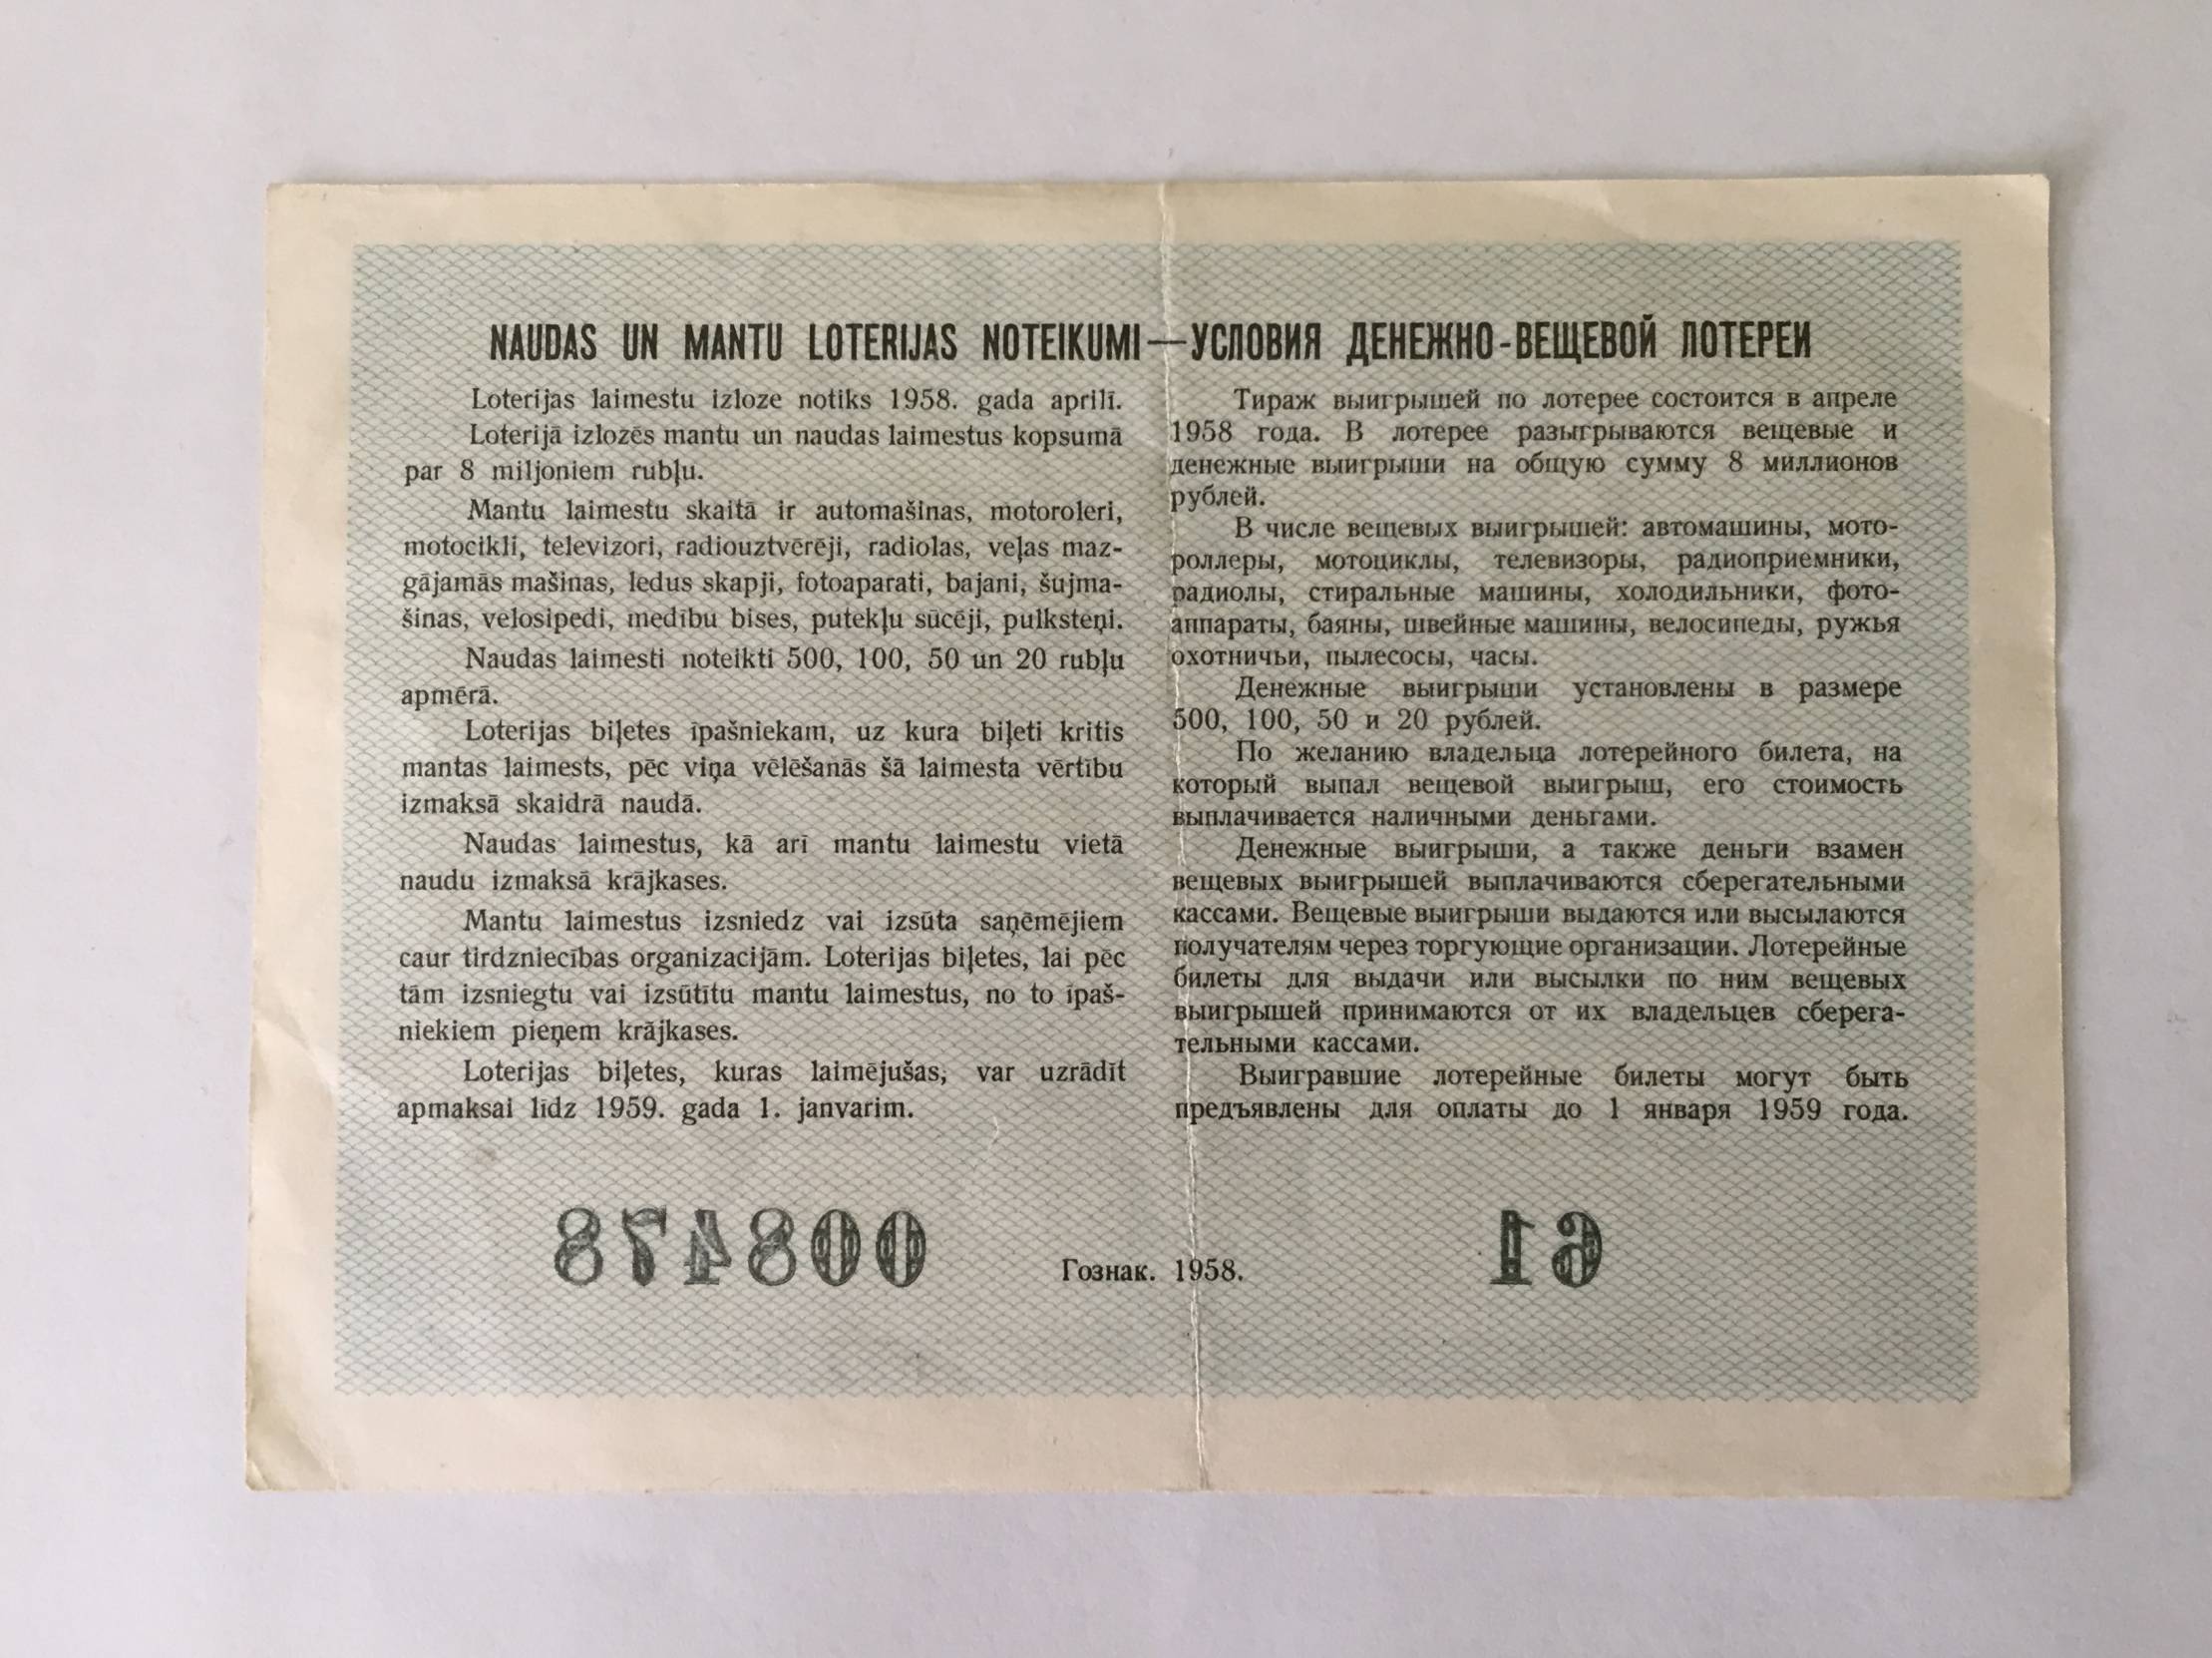 NAUDAS UN MANTU LOTERIJAS NOTEIKUMI—УСЛОВИЯ ДЕНЕЖНО-ВЕЩЕВОЙ ЛОТЕРЕИ
Loterijas laimestu izloze notiks 1958. gada aprilī.
Loterijā izlozēs mantu un naudas laimestus kopsumā
par 8 miljoniem rubļu.
Mantu laimestu skaitā ir automašinas, motoroleri,
motocikli, televizori, radiouztvērēji, radiolas, veļas maz-
gājamās mašinas, ledus skapji, fotoaparati, bajani, šujma-
šinas, velosipedi, medību bises, putekļu sūcēji, pulksteņi.
Naudas laimesti noteikti 500, 100, 50 un 20 rubļu
apmērā.
Loterijas biļetes īpašniekam, uz kura biļeti kritis
mantas laimests, pēc viņa vēlēšanās šā laimesta vērtību
izmaksā skaidrā naudā.
Naudas laimestus, kā arī mantu laimestu vietā
naudu izmaksā krājkases.
Mantu laimestus izsniedz vai izsūta saņēmējiem
caur tirdzniecības organizacijām. Loterijas biļetes, lai pēc
tām izsniegtu vai izsūtītu mantu laimestus, no to īpaš-
niekiem pieņem krājkases.
Loterijas biļetes, kuras laimējušas, var uzrādīt
apmaksai līdz 1959. gada 1. janvarim.
Тираж выигрышей по лотерее состоится в апреле
1958 года. В лотерее разыгрываются вещевые и
денежные выигрыши на общую сумму 8 миллионов
рублей.
В числе вещевых выигрышей: автомашины, мото-
роллеры, мотоциклы, телевизоры, радиоприемники,
радиолы, стиральные машины, холодильники, фото-
аппараты, баяны, швейные машины, велосипеды, ружья
охотничьи, пылесосы, часы.
Денежные выигрыши установлены в размере
500, 100, 50 и 20 рублей.
По желанию владельца лотерейного билета, на
который выпал вещевой выигрыш, его стоимость
выплачивается наличными деньгами.
Денежные выигрыши, а также деньги взамен
вещевых выигрышей выплачиваются сберегательными
кассами. Вещевые выигрыши выдаются или высылаются
получателям через торгующие организации. Лотерейные
билеты для выдачи или высылки по ним вещевых
выигрышей принимаются от их владельцев сберега-
тельными кассами.
Выигравшие лотерейные билеты могут быть
предъявлены для оплаты до 1 января 1959 года.
008478
Гознак. 1958.
61